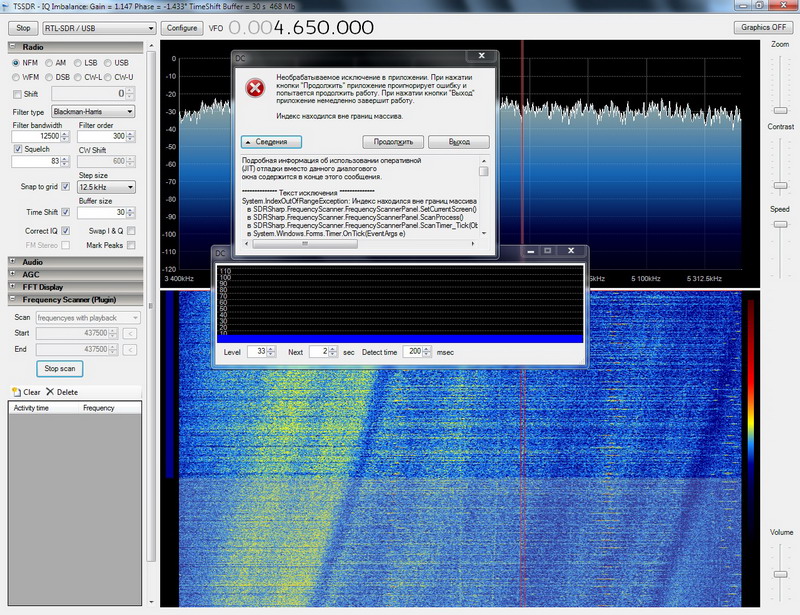 TSSDR - IQ Imbalance: Gain = 1.147 Phase = -1.433° TimeShift Buffer = 30 s 468 Mb
Stop RTL-SDR / USB Configure VFO 0.004.650.000 Graphics OFF
Radio
NFM AM LSB USB
WFM DSB CW-L CW-U
Shift 0
Filter type Blackman-Harris
Filter bandwidth Filter order
12500 300
Squelch CW Shift
83 600
Step size
Snap to grid 12.5 kHz
Buffer size
Time Shift 30
Correct IQ Swap I & Q
FM Stereo Mark Peaks
Audio
AGC
FFT Display
Frequency Scanner (Plugin)
Scan frequencyes with playback
Start 437500 <
End 437500 <
Stop scan
Clear Delete
Activity time Frequency
0
-10
-20
-30
-40
-50
-60
-70
-80
-90
-100
-110
-120
3 400kHz
5 100kHz 5 312.5kHz
DC
Необрабатываемое исключение в приложении. При нажатии
кнопки "Продолжить" приложение проигнорирует ошибку и
попытается продолжить работу. При нажатии кнопки "Выход"
приложение немедленно завершит работу.
Индекс находился вне границ массива.
Сведения Продолжить Выход
Подробная информация об использовании оперативной
(JIT) отладки вместо данного диалогового
окна содержится в конце этого сообщения.
************** Текст исключения **************
System.IndexOutOfRangeException: Индекс находился вне границ массива
в SDRSharp.FrequencyScanner.FrequencyScannerPanel.SetCurrentScreen()
в SDRSharp.FrequencyScanner.FrequencyScannerPanel.ScanProcess()
в SDRSharp.FrequencyScanner.FrequencyScannerPanel.ScanTimer_Tick(Ob
в System.Windows.Forms.Timer.OnTick(EventArgs e)
DC
110
100
90
80
70
60
50
40
30
20
10
Level 33 Next 2 sec Detect time 200 msec
Zoom
Contrast
Speed
Volume